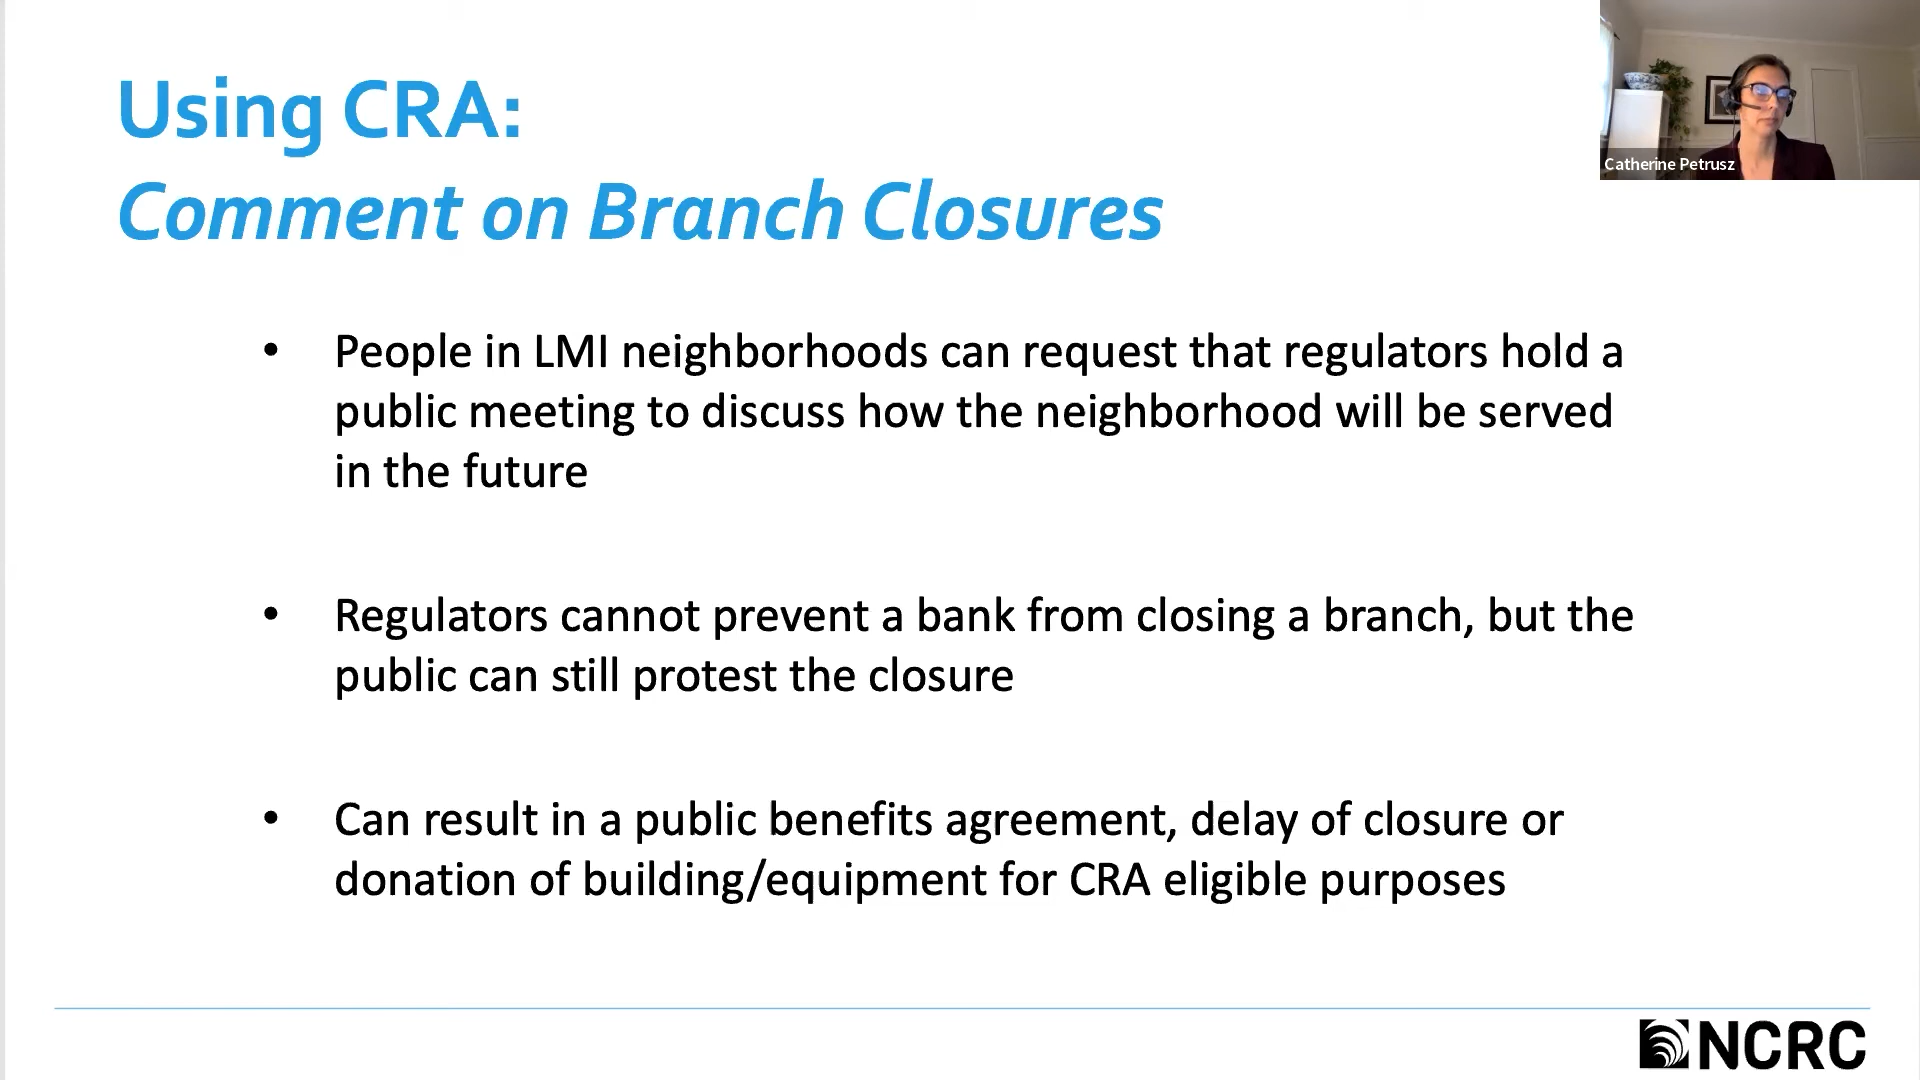 Using CRA:
Comment on Branch Closures
Catherine Petrusz
• People in LMI neighborhoods can request that regulators hold a
public meeting to discuss how the neighborhood will be served
in the future
• Regulators cannot prevent a bank from closing a branch, but the
public can still protest the closure
• Can result in a public benefits agreement, delay of closure or
donation of building/equipment for CRA eligible purposes
NCRC